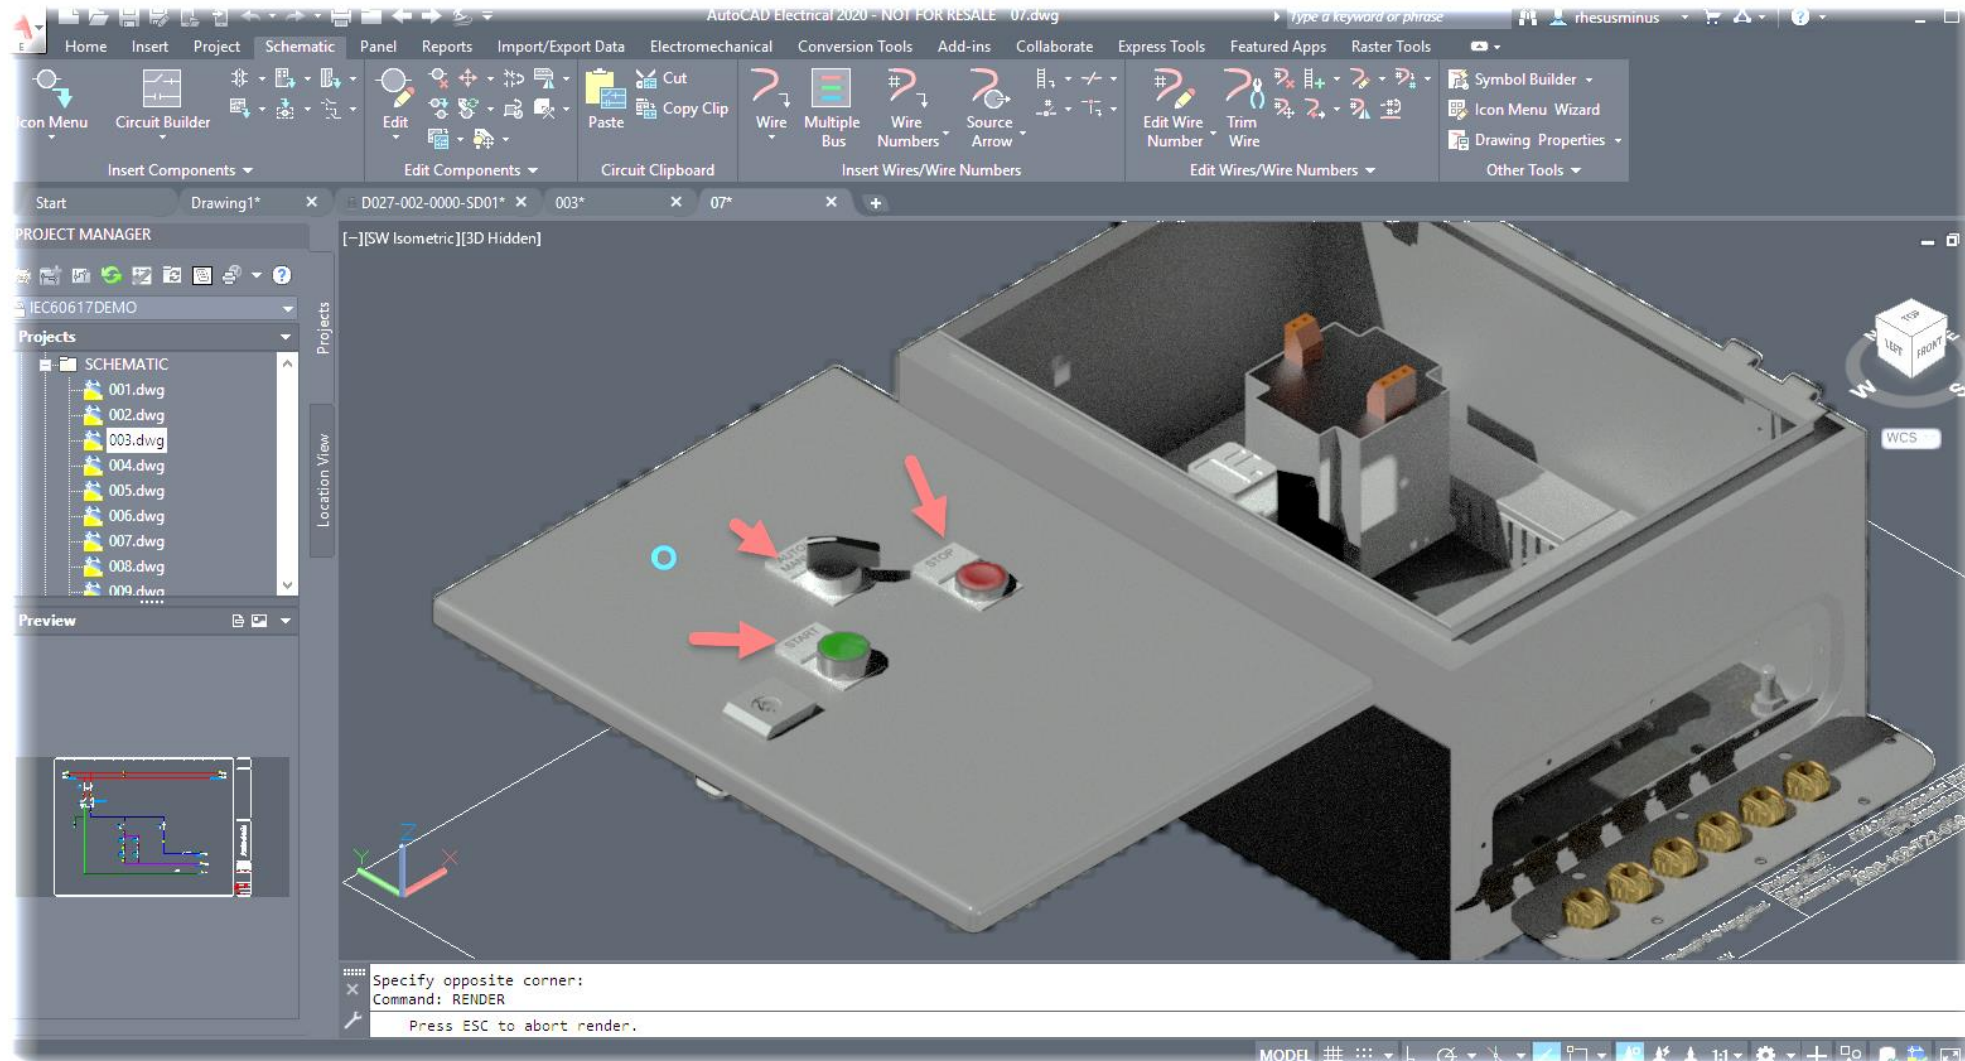 AutoCAD Electrical 2020 - NOT FOR RESALE 07.dwg
Type a keyword or phrase
rhesusminus
E
Home Insert Project Schematic Panel Reports Import/Export Data Electromechanical Conversion Tools Add-ins Collaborate Express Tools Featured Apps Raster Tools
Icon Menu
Circuit Builder
Insert Components
Edit
Edit Components
Paste
Cut
Copy Clip
Circuit Clipboard
Wire
Multiple
Bus
Wire
Numbers
Source
Arrow
Insert Wires/Wire Numbers
Edit Wire
Number
Trim
Wire
Edit Wires/Wire Numbers
Symbol Builder
Icon Menu Wizard
Drawing Properties
Other Tools
Start Drawing1* D027-002-0000-SD01* 003* 07*
PROJECT MANAGER
IEC60617DEMO
Projects
SCHEMATIC
001.dwg
002.dwg
003.dwg
004.dwg
005.dwg
006.dwg
007.dwg
008.dwg
009.dwg
Projects
Location View
Preview
[−][SW Isometric][3D Hidden]
TOP
LEFT
FRONT
N
E
W
S
WCS
AUTO
MAN
STOP
START
Z
Y
X
Specify opposite corner:
Command: RENDER
Press ESC to abort render.
MODEL
1:1